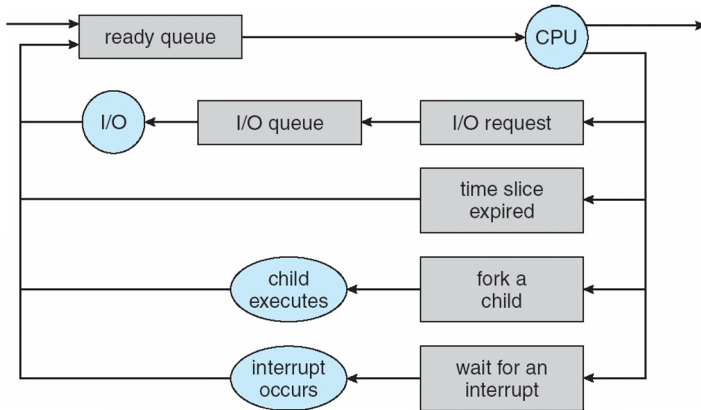 ready queue
CPU
I/O
I/O queue
I/O request
time slice
expired
child
executes
fork a
child
interrupt
occurs
wait for an
interrupt